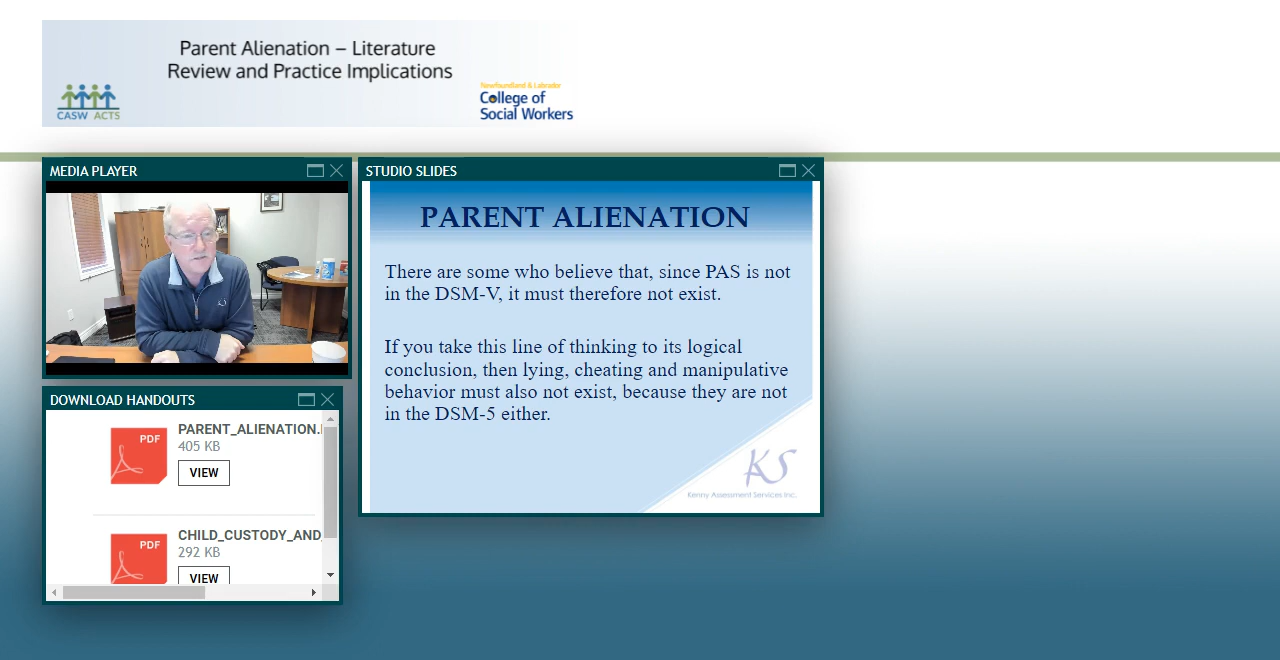 Parent Alienation – Literature
Review and Practice Implications
CASW ACTS
Newfoundland & Labrador
College of
Social Workers
MEDIA PLAYER
STUDIO SLIDES
PARENT ALIENATION
There are some who believe that, since PAS is not
in the DSM-V, it must therefore not exist.
If you take this line of thinking to its logical
conclusion, then lying, cheating and manipulative
behavior must also not exist, because they are not
in the DSM-5 either.
KS
Kenny Assessment Services Inc.
DOWNLOAD HANDOUTS
PDF
PARENT_ALIENATION.
405 KB
VIEW
PDF
CHILD_CUSTODY_AND_
292 KB
VIEW